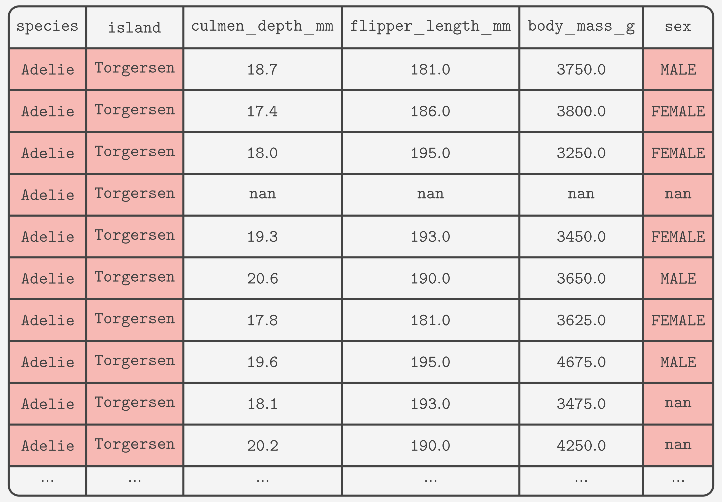 species island culmen_depth_mm flipper_length_mm body_mass_g sex
Adelie Torgersen 18.7 181.0 3750.0 MALE
Adelie Torgersen 17.4 186.0 3800.0 FEMALE
Adelie Torgersen 18.0 195.0 3250.0 FEMALE
Adelie Torgersen nan nan nan nan
Adelie Torgersen 19.3 193.0 3450.0 FEMALE
Adelie Torgersen 20.6 190.0 3650.0 MALE
Adelie Torgersen 17.8 181.0 3625.0 FEMALE
Adelie Torgersen 19.6 195.0 4675.0 MALE
Adelie Torgersen 18.1 193.0 3475.0 nan
Adelie Torgersen 20.2 190.0 4250.0 nan
... ... ... ... ... ...